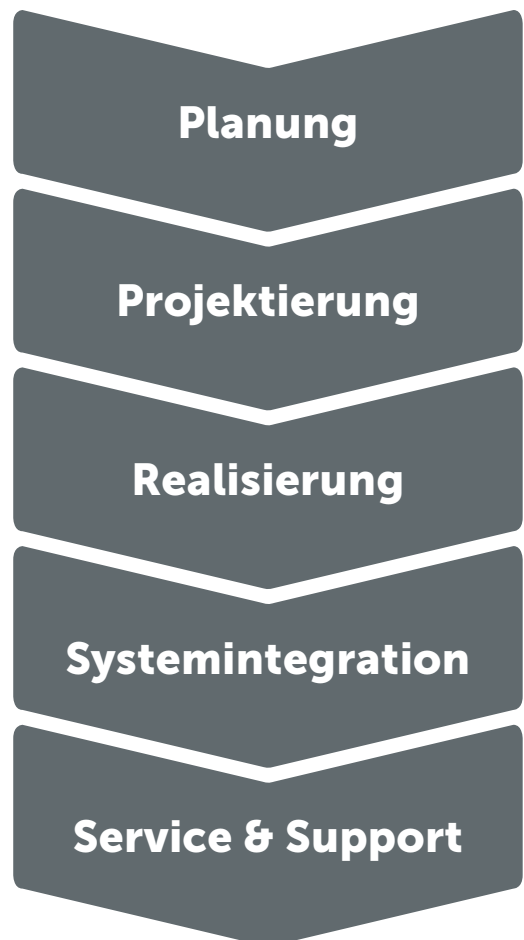 Planung
Projektierung
Realisierung
Systemintegration
Service & Support